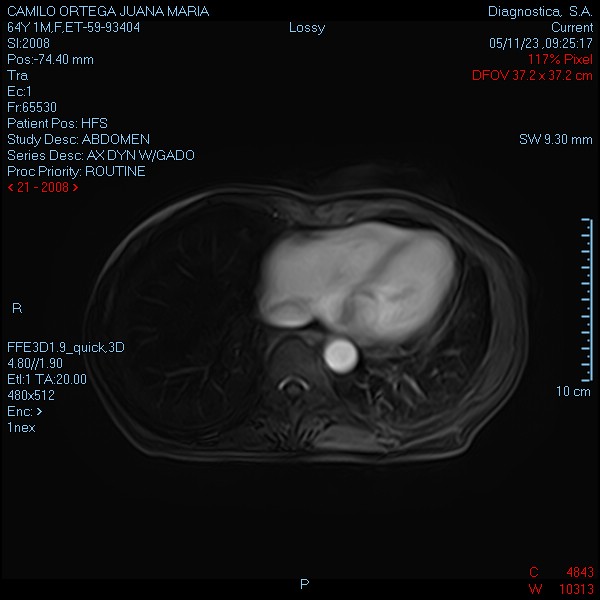 CAMILO ORTEGA JUANA MARIA
64Y 1M,F,ET-59-93404
SI:2008
Pos:-74.40 mm
Tra
Ec:1
Fr:65530
Patient Pos: HFS
Study Desc: ABDOMEN
Series Desc: AX DYN W/GADO
Proc Priority: ROUTINE
< 21 - 2008 >
Lossy
Diagnostica, S.A.
Current
05/11/23 ,09:25:17
117% Pixel
DFOV 37.2 x 37.2 cm
SW 9.30 mm
R
10 cm
FFE3D1.9_quick,3D
4.80//1.90
Etl:1 TA:20.00
480x512
Enc: >
1nex
P
C 4843
W 10313